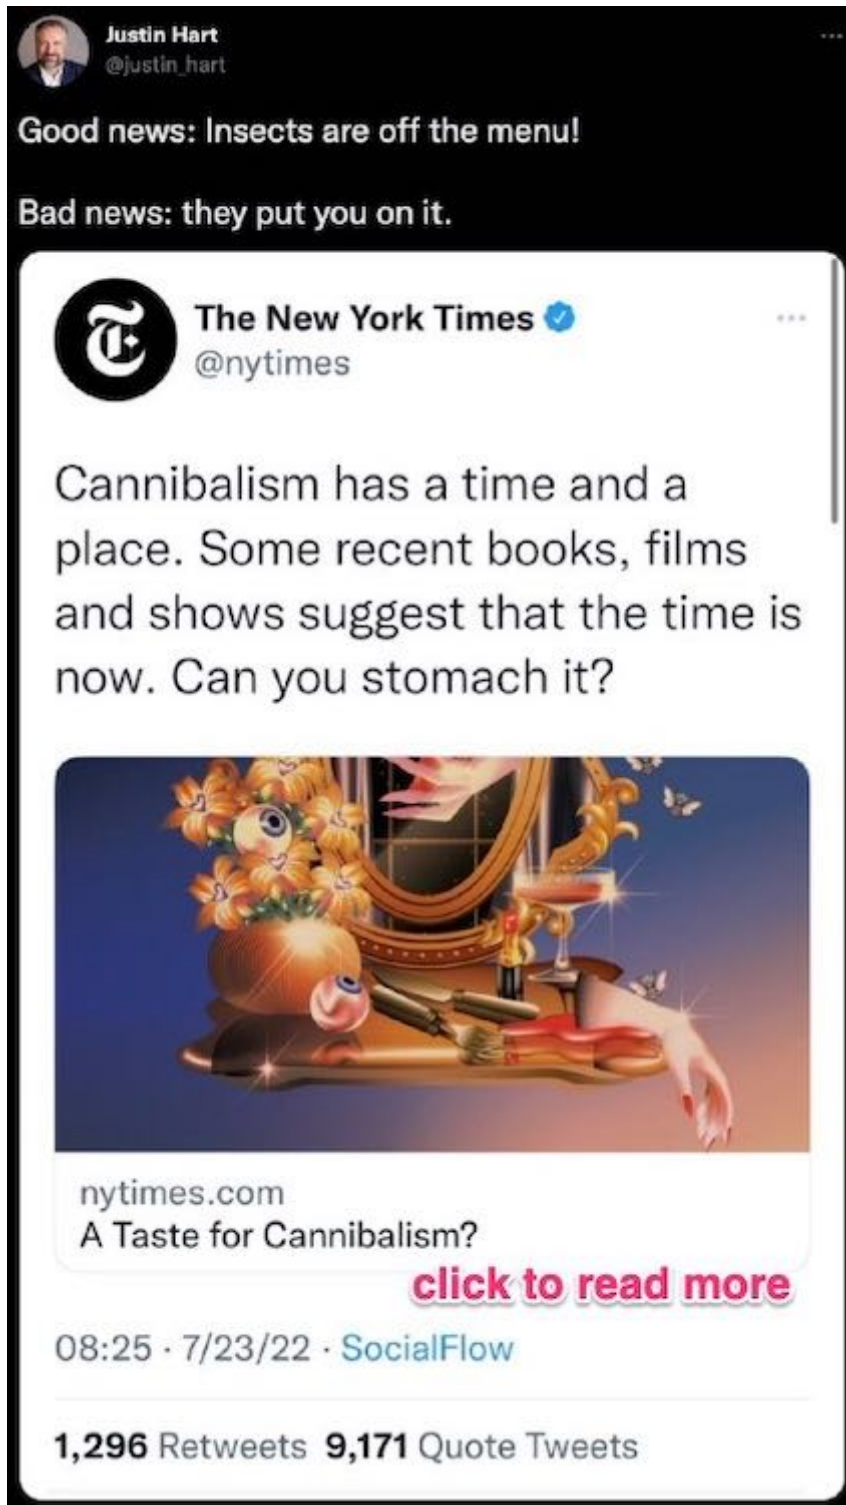 Justin Hart
@justin_hart
Good news: Insects are off the menu!
Bad news: they put you on it.
The New York Times
@nytimes
Cannibalism has a time and a
place. Some recent books, films
and shows suggest that the time is
now. Can you stomach it?
nytimes.com
A Taste for Cannibalism?
click to read more
08:25 · 7/23/22 · SocialFlow
1,296 Retweets 9,171 Quote Tweets